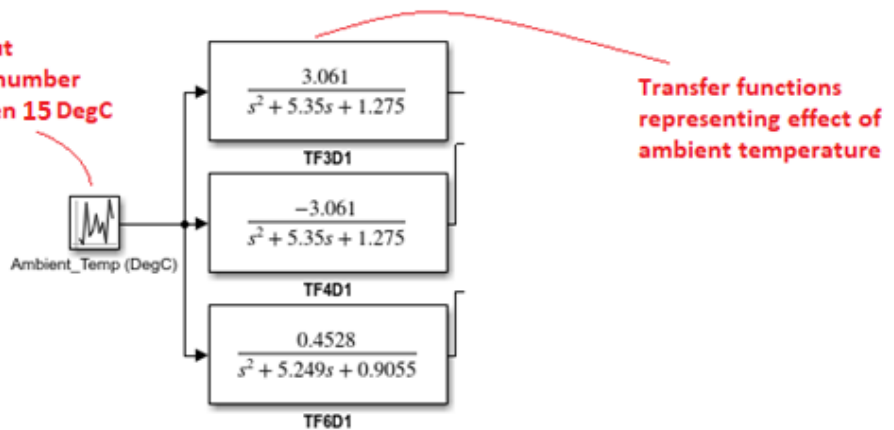 number
en 15 DegC
3.061
s² + 5.35s + 1.275
TF3D1
Transfer functions
representing effect of
ambient temperature
−3.061
s² + 5.35s + 1.275
Ambient_Temp (DegC)
TF4D1
0.4528
s² + 5.249s + 0.9055
TF6D1